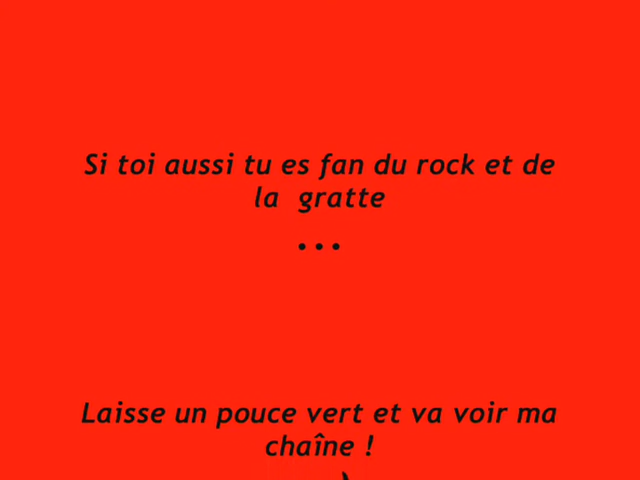 Si toi aussi tu es fan du rock et de
la  gratte
...
Laisse un pouce vert et va voir ma
chaîne !